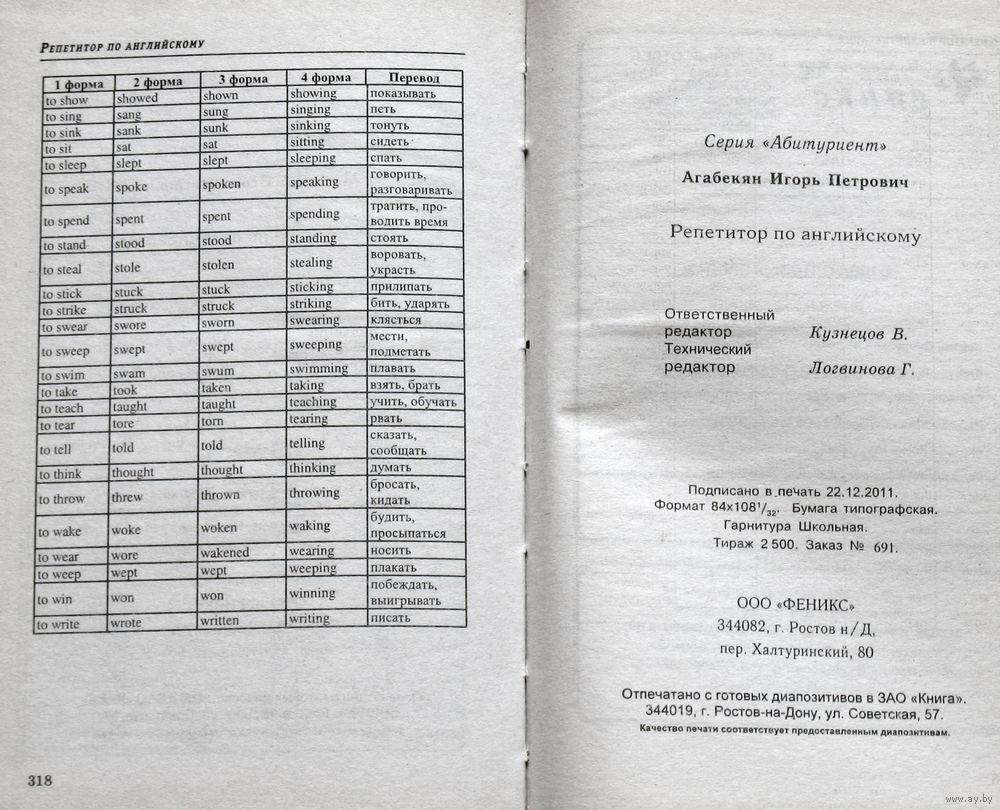 РЕПЕТИТОР ПО АНГЛИЙСКОМУ
1 форма 2 форма 3 форма 4 форма Перевод
to show showed shown showing показывать
to sing sang sung singing петь
to sink sank sunk sinking тонуть
to sit sat sat sitting сидеть
to sleep slept slept sleeping спать
to speak spoke spoken speaking говорить,
разговаривать
to spend spent spent spending тратить, про-
водить время
to stand stood stood standing стоять
to steal stole stolen stealing воровать,
украсть
to stick stuck stuck sticking прилипать
to strike struck struck striking бить, ударять
to swear swore sworn swearing клясться
to sweep swept swept sweeping мести,
подметать
to swim swam swum swimming плавать
to take took taken taking взять, брать
to teach taught taught teaching учить, обучать
to tear tore torn tearing рвать
to tell told told telling сказать,
сообщать
to think thought thought thinking думать
to throw threw thrown throwing бросать,
кидать
to wake woke woken waking будить,
просыпаться
to wear wore wakened wearing носить
to weep wept wept weeping плакать
to win won won winning побеждать,
выигрывать
to write wrote written writing писать
318
Серия «Абитуриент»
Агабекян Игорь Петрович
Репетитор по английскому
Ответственный
редактор Кузнецов В.
Технический
редактор Логвинова Г.
Подписано в печать 22.12.2011.
Формат 84х108 1/32. Бумага типографская.
Гарнитура Школьная.
Тираж 2 500. Заказ № 691.
ООО «ФЕНИКС»
344082, г. Ростов н/Д,
пер. Халтуринский, 80
Отпечатано с готовых диапозитивов в ЗАО «Книга».
344019, г. Ростов-на-Дону, ул. Советская, 57.
Качество печати соответствует предоставленным диапозитивам.
www.ay.by